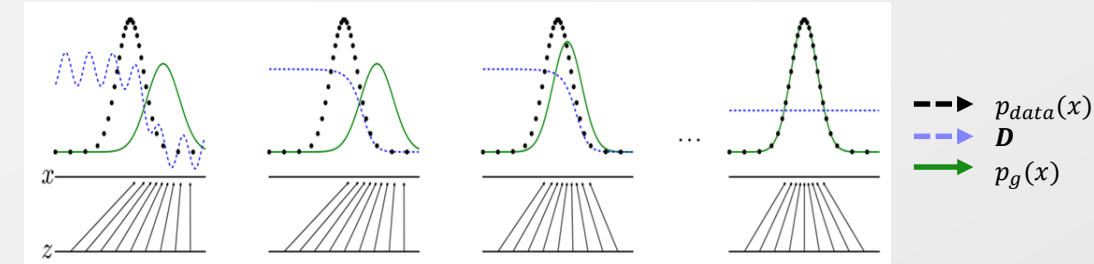 ...
p_data(x)
D
p_g(x)
x
z